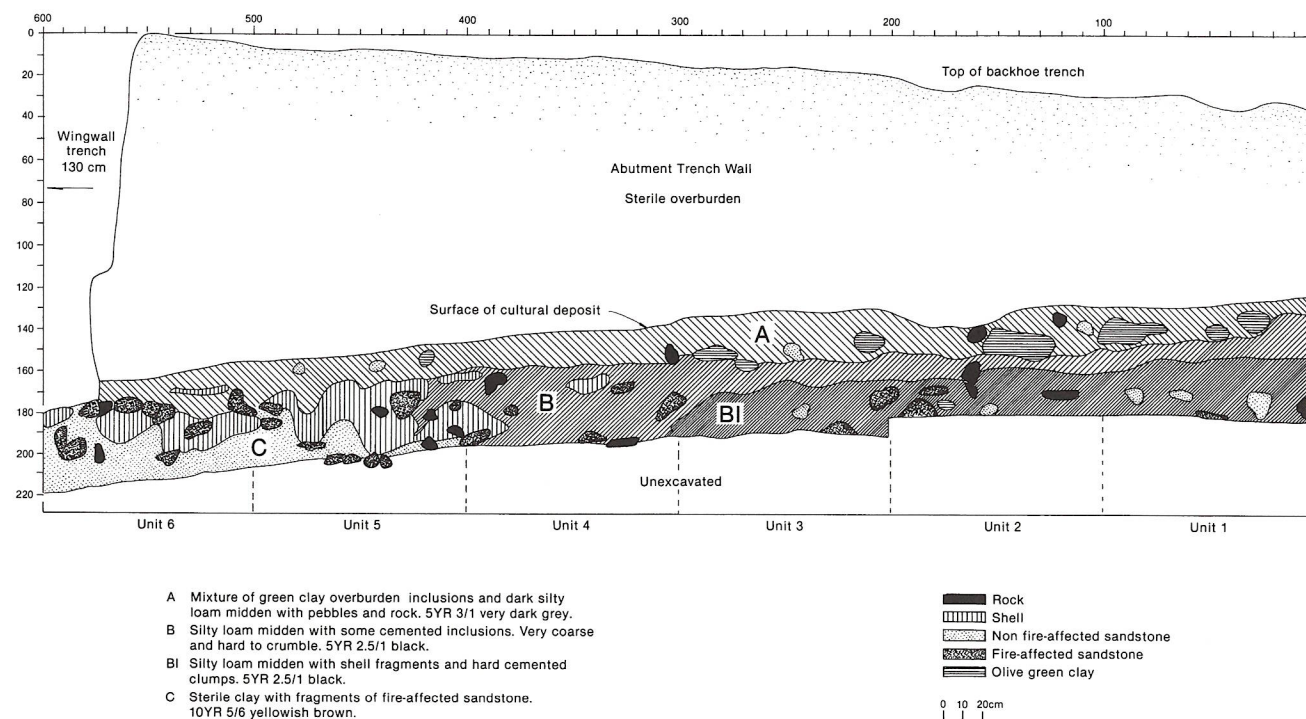 600 500 400 300 200 100
0
20
40
60
80
100
120
140
160
180
200
220
Top of backhoe trench
Wingwall
trench
130 cm
Abutment Trench Wall
Sterile overburden
Surface of cultural deposit
A
B
BI
C
Unexcavated
Unit 6 Unit 5 Unit 4 Unit 3 Unit 2 Unit 1
A Mixture of green clay overburden inclusions and dark silty
loam midden with pebbles and rock. 5YR 3/1 very dark grey.
B Silty loam midden with some cemented inclusions. Very coarse
and hard to crumble. 5YR 2.5/1 black.
BI Silty loam midden with shell fragments and hard cemented
clumps. 5YR 2.5/1 black.
C Sterile clay with fragments of fire-affected sandstone.
10YR 5/6 yellowish brown.
Rock
Shell
Non fire-affected sandstone
Fire-affected sandstone
Olive green clay
0 10 20cm